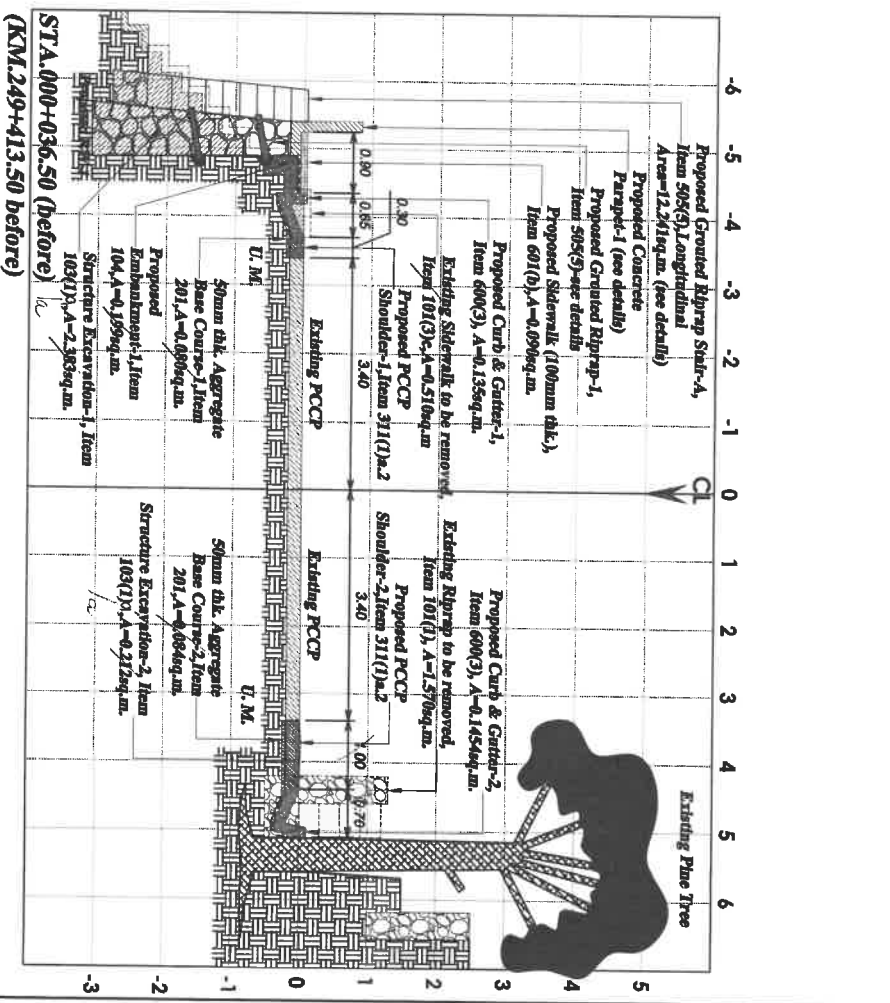 -6 -5 -4 -3 -2 -1 0 1 2 3 4 5 6
CL
Proposed Grouted Riprap Stair-A,
Item 505(5),Longitudinal
Area=12.241sq.m. (see details)
Proposed Concrete
Parapet-1 (see details)
Proposed Grouted Riprap-1,
Item 505(5)-see details
Proposed Sidewalk (100mm thk.),
Item 601(b),A=0.090sq.m.
Proposed Curb & Gutter-1,
Item 600(3), A=0.135sq.m.
Existing Sidewalk to be removed,
Item 101(3)c,A=0.510sq.m
Proposed PCCP
Shoulder-1,Item 311(1)a.2
0.90
0.65
0.30
3.40
Existing PCCP
U. M.
50mm thk. Aggregate
Base Course-1,Item
201,A=0.080sq.m.
Proposed
Embankment-1,Item
104,A=0.199sq.m.
Structure Excavation-1, Item
103(1)a,A=2.383sq.m.
1a
Existing Pine Tree
Proposed Curb & Gutter-2,
Item 600(3), A=0.1454sq.m.
Existing Riprap to be removed,
Item 101(1), A=1.570sq.m.
Proposed PCCP
Shoulder-2,Item 311(1)a.2
3.40
1.00
0.70
Existing PCCP
U. M.
50mm thk. Aggregate
Base Course-2,Item
201,A=0.084sq.m.
Structure Excavation-2, Item
103(1)a,A=0.212sq.m.
1a
5
4
3
2
1
0
-1
-2
-3
STA.000+036.50 (before)
(KM.249+413.50 before)